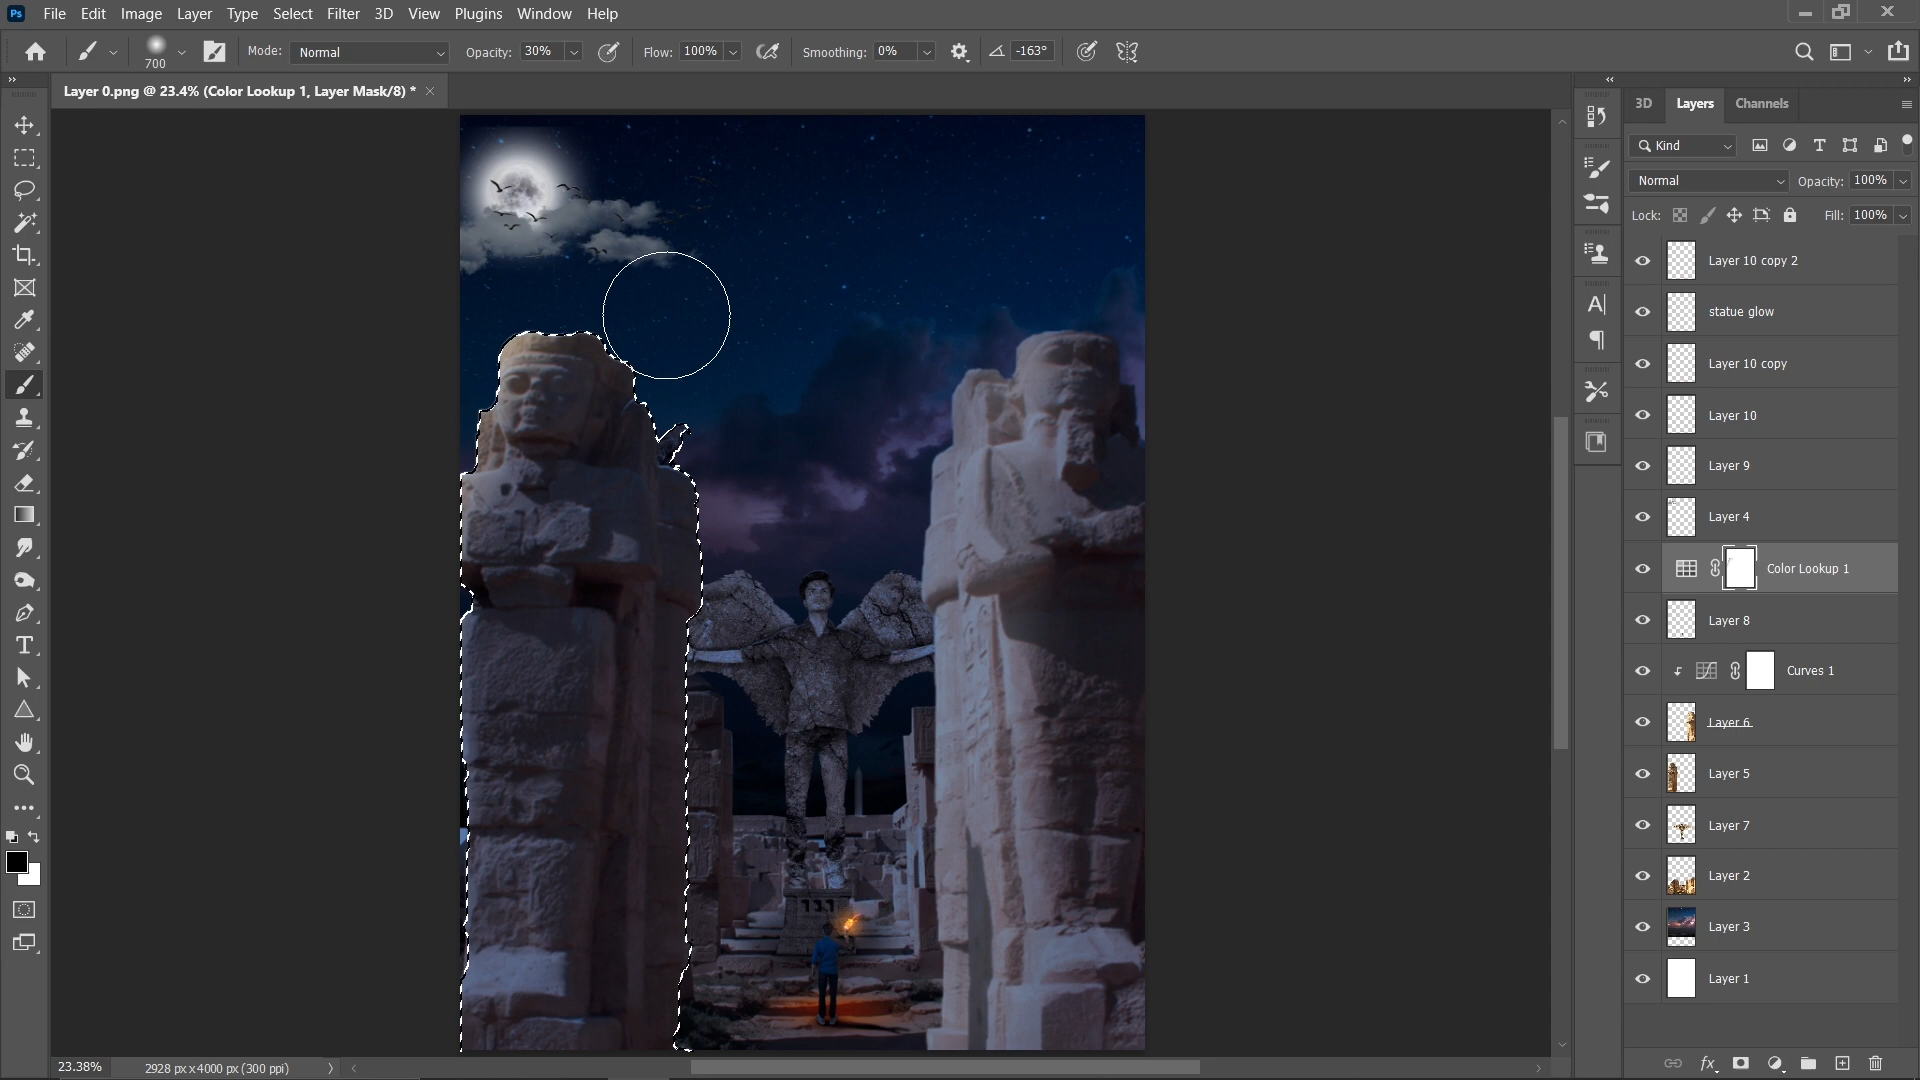 Ps File Edit Image Layer Type Select Filter 3D View Plugins Window Help
700 Mode: Normal Opacity: 30% Flow: 100% Smoothing: 0% -163°
Layer 0.png @ 23.4% (Color Lookup 1, Layer Mask/8) *
3D Layers Channels
Kind
Normal Opacity: 100%
Lock: Fill: 100%
Layer 10 copy 2
statue glow
Layer 10 copy
Layer 10
Layer 9
Layer 4
Color Lookup 1
Layer 8
Curves 1
Layer 6
Layer 5
Layer 7
Layer 2
Layer 3
Layer 1
23.38% 2928 px x 4000 px (300 ppi)